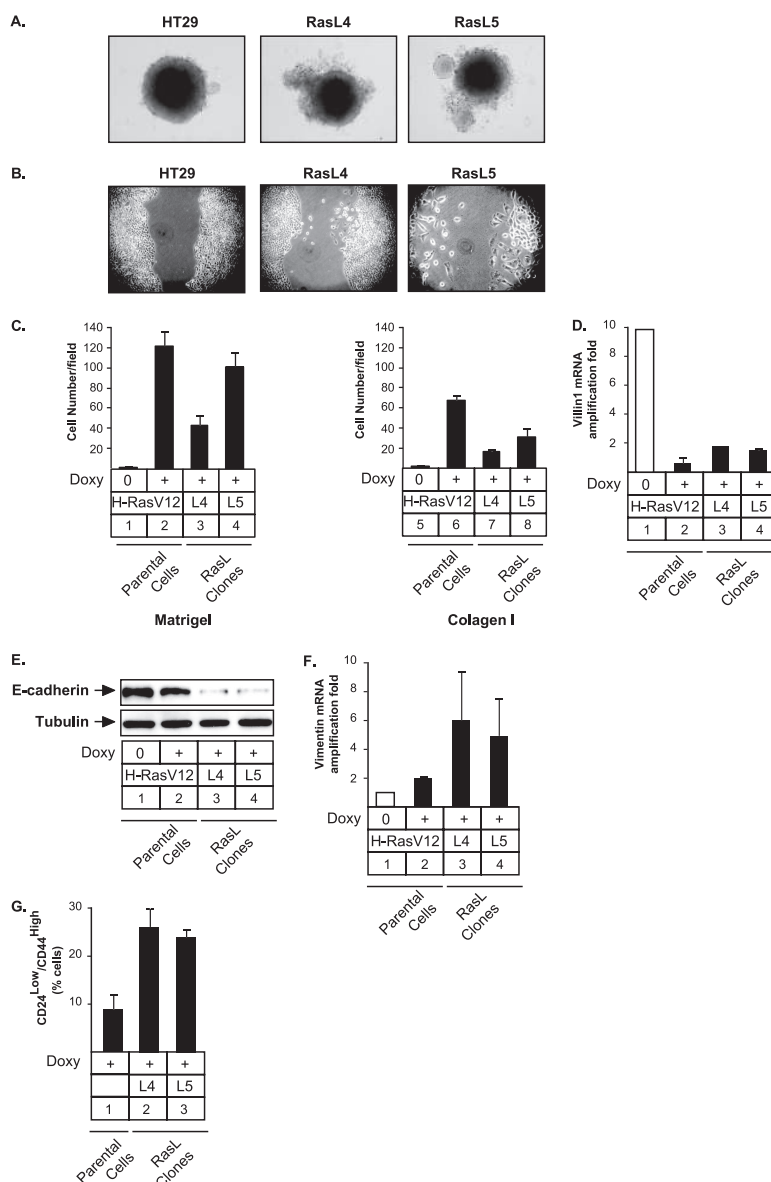 A.
HT29 RasL4 RasL5
B.
HT29 RasL4 RasL5
C.
Cell Number/field
140
120
100
80
60
40
20
Doxy 0 + + +
H-RasV12 L4 L5
1 2 3 4
Parental
Cells
RasL
Clones
Matrigel
Cell Number/field
140
120
100
80
60
40
20
Doxy 0 + + +
H-RasV12 L4 L5
5 6 7 8
Parental
Cells
RasL
Clones
Colagen I
D.
Villin1 mRNA
amplification fold
10
8
6
4
2
Doxy 0 + + +
H-RasV12 L4 L5
1 2 3 4
Parental
Cells
RasL
Clones
E.
E-cadherin
Tubulin
Doxy 0 + + +
H-RasV12 L4 L5
1 2 3 4
Parental
Cells
RasL
Clones
F.
Vimentin mRNA
amplification fold
10
8
6
4
2
Doxy 0 + + +
H-RasV12 L4 L5
1 2 3 4
Parental
Cells
RasL
Clones
G.
CD24Low/CD44High
(% cells)
30
20
10
Doxy + + +
L4 L5
1 2 3
Parental
Cells
RasL
Clones